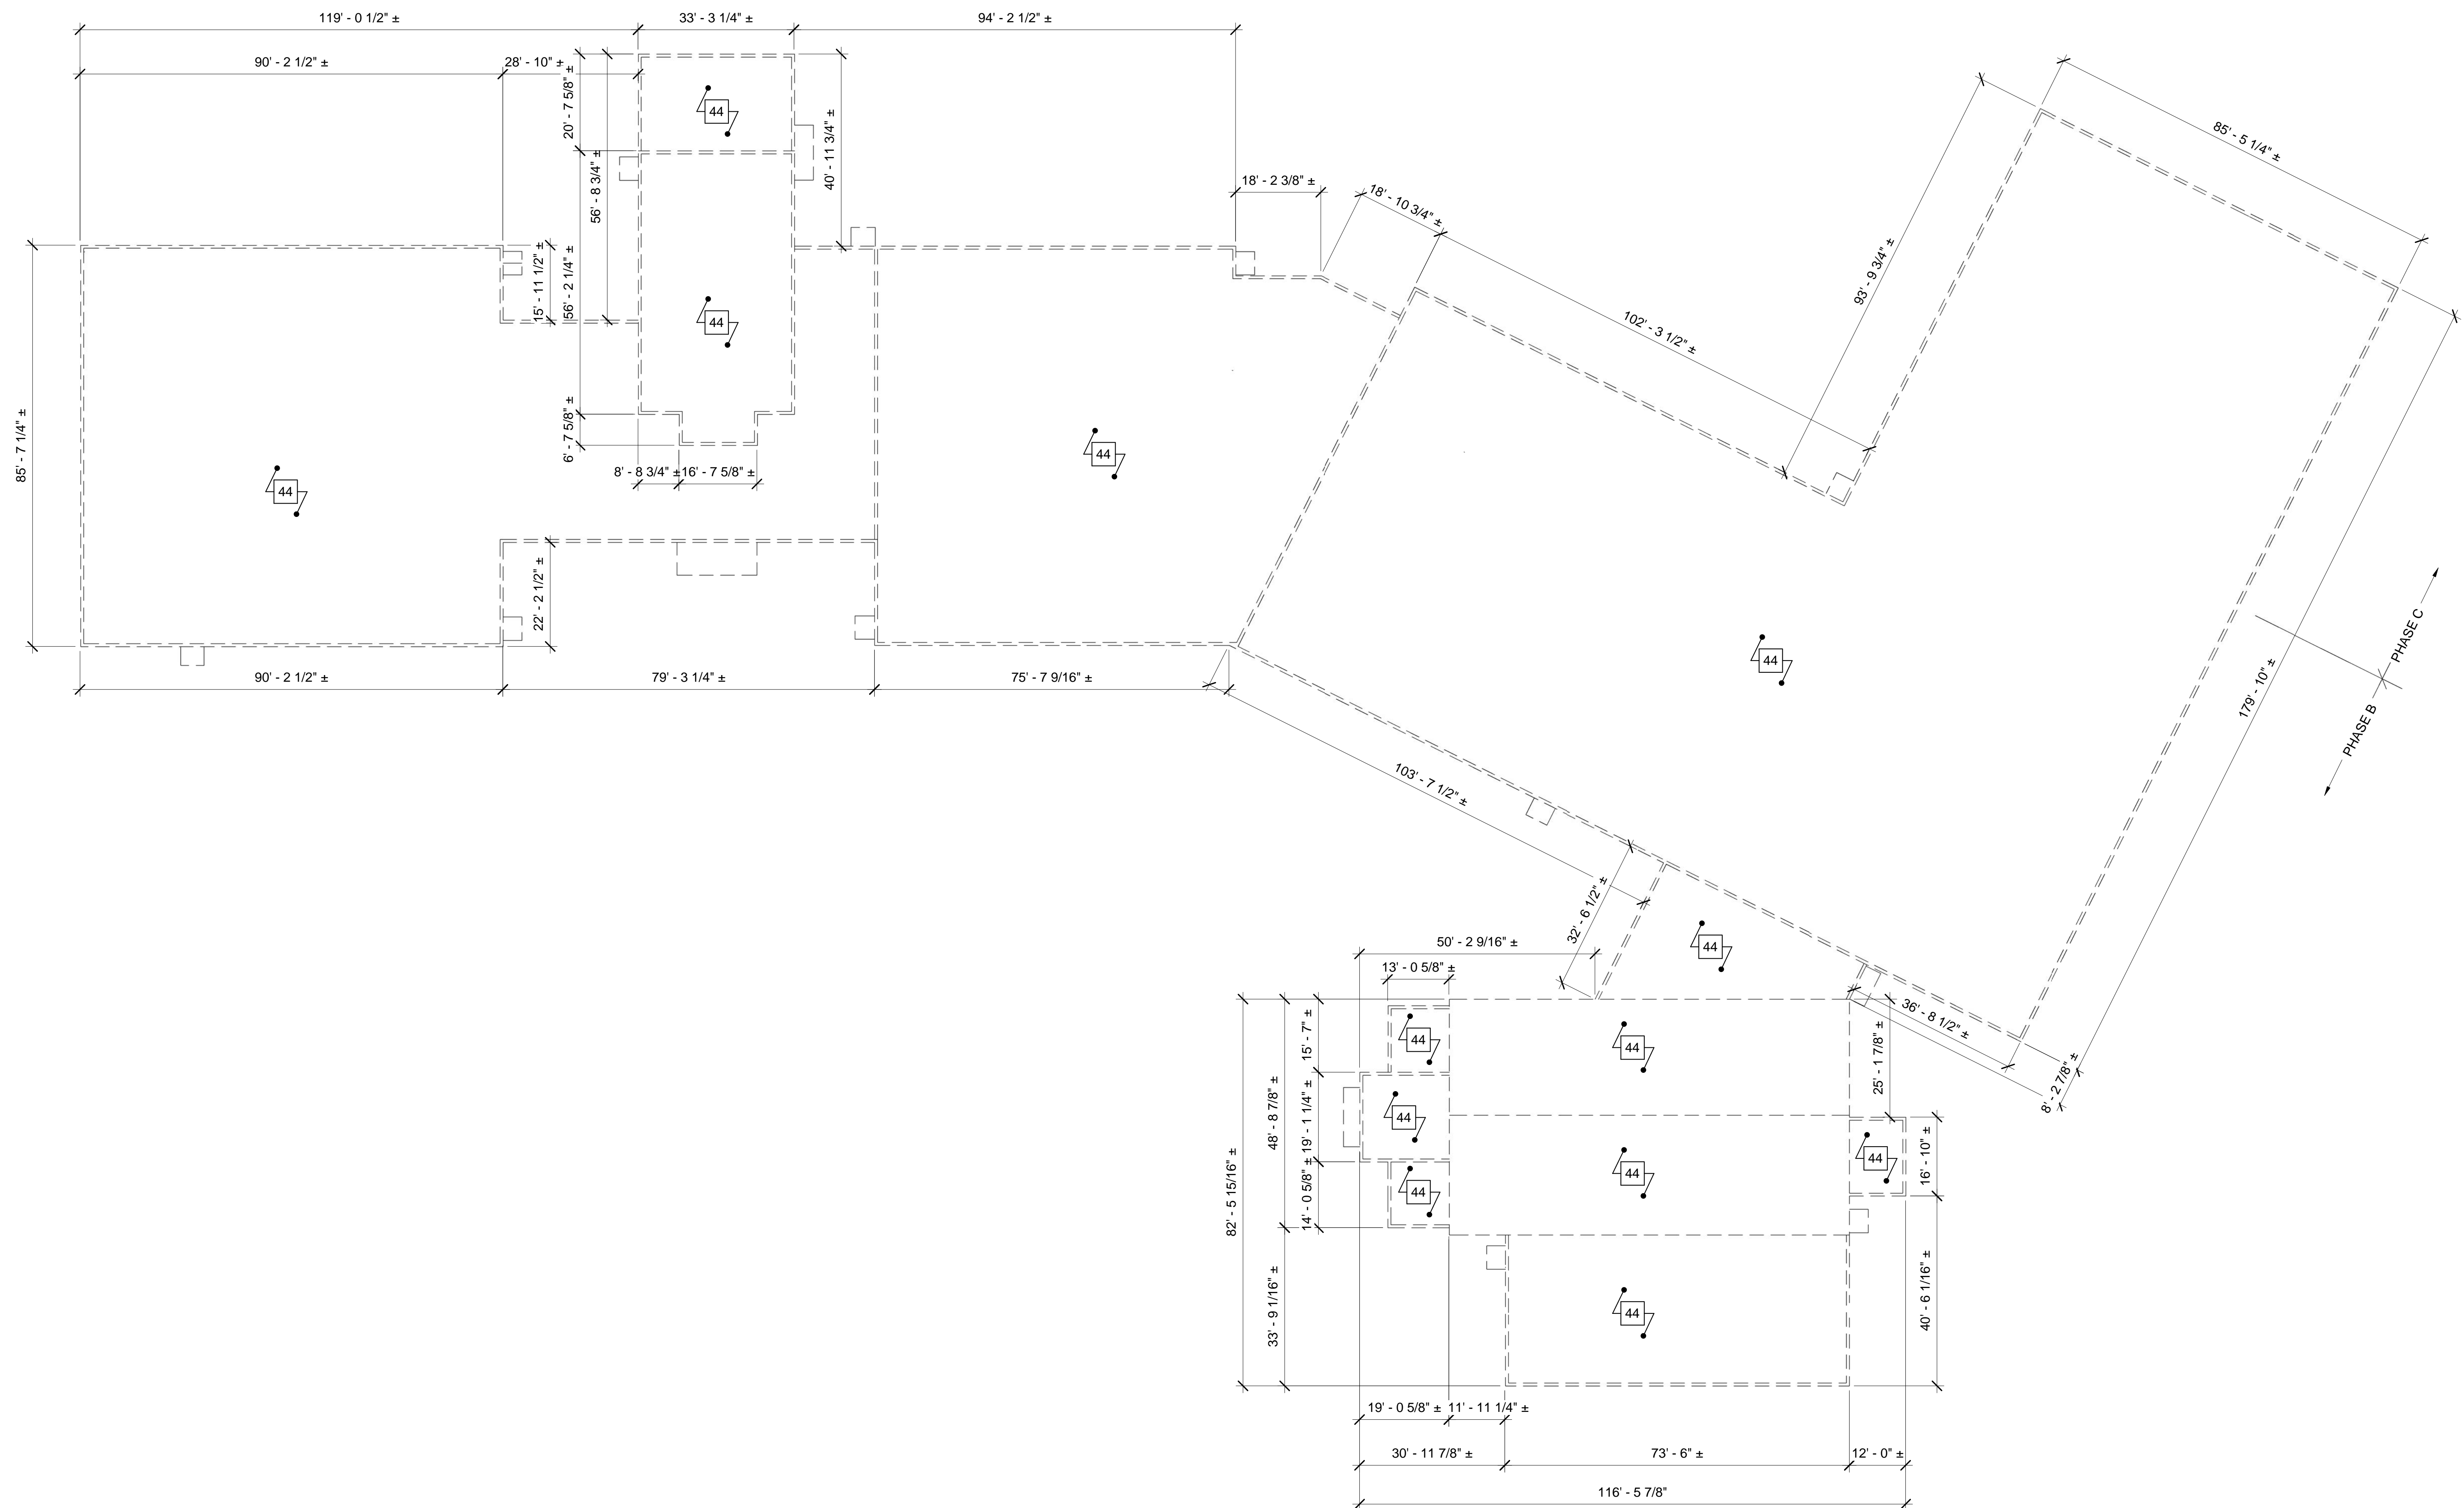 119' - 0 1/2" ±
33' - 3 1/4" ±
94' - 2 1/2" ±
90' - 2 1/2" ±
28' - 10" ±
20' - 7 5/8" ±
56' - 8 3/4" ±
40' - 11 3/4" ±
44
85' - 5 1/4" ±
18' - 2 3/8" ±
18' - 10 3/4" ±
93' - 9 3/4" ±
15' - 11 1/2" ±
56' - 2 1/4" ±
44
102' - 3 1/2" ±
85' - 7 1/4" ±
6' - 7 5/8" ±
8' - 8 3/4" ±
16' - 7 5/8" ±
44
44
22' - 2 1/2" ±
44
PHASE C
179' - 10" ±
PHASE B
90' - 2 1/2" ±
79' - 3 1/4" ±
75' - 7 9/16" ±
103' - 7 1/2" ±
32' - 6 1/2" ±
44
50' - 2 9/16" ±
13' - 0 5/8" ±
36' - 8 1/2" ±
8' - 2 7/8" ±
25' - 1 7/8" ±
15' - 7" ±
44
44
48' - 8 7/8" ±
19' - 1 1/4" ±
44
82' - 5 15/16" ±
14' - 0 5/8" ±
44
44
44
16' - 10" ±
33' - 9 1/16" ±
44
40' - 6 1/16" ±
19' - 0 5/8" ±
11' - 11 1/4" ±
30' - 11 7/8" ±
73' - 6" ±
12' - 0" ±
116' - 5 7/8"